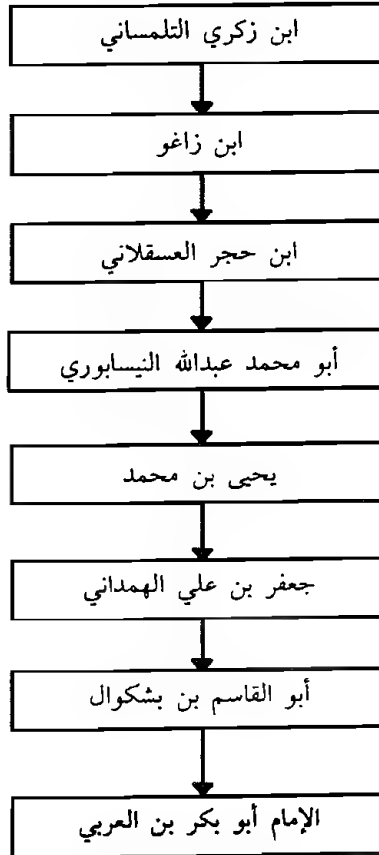 ابن زكري التلمساني
ابن زاغو
ابن حجر العسقلاني
أبو محمد عبدالله النيسابوري
يحيى بن محمد
جعفر بن علي الهمداني
أبو القاسم بن بشكوال
الإمام أبو بكر بن العربي